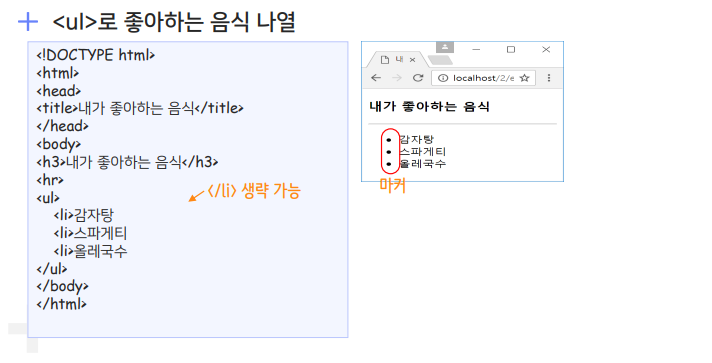 <ul>로 좋아하는 음식 나열
<!DOCTYPE html>
<html>
<head>
<title>내가 좋아하는 음식</title>
</head>
<body>
<h3>내가 좋아하는 음식</h3>
<hr>
<ul>
</li> 생략 가능
<li>감자탕
<li>스파게티
<li>올레국수
</ul>
</body>
</html>
내
localhost/2/e
내가 좋아하는 음식
감자탕
스파게티
올레국수
마커